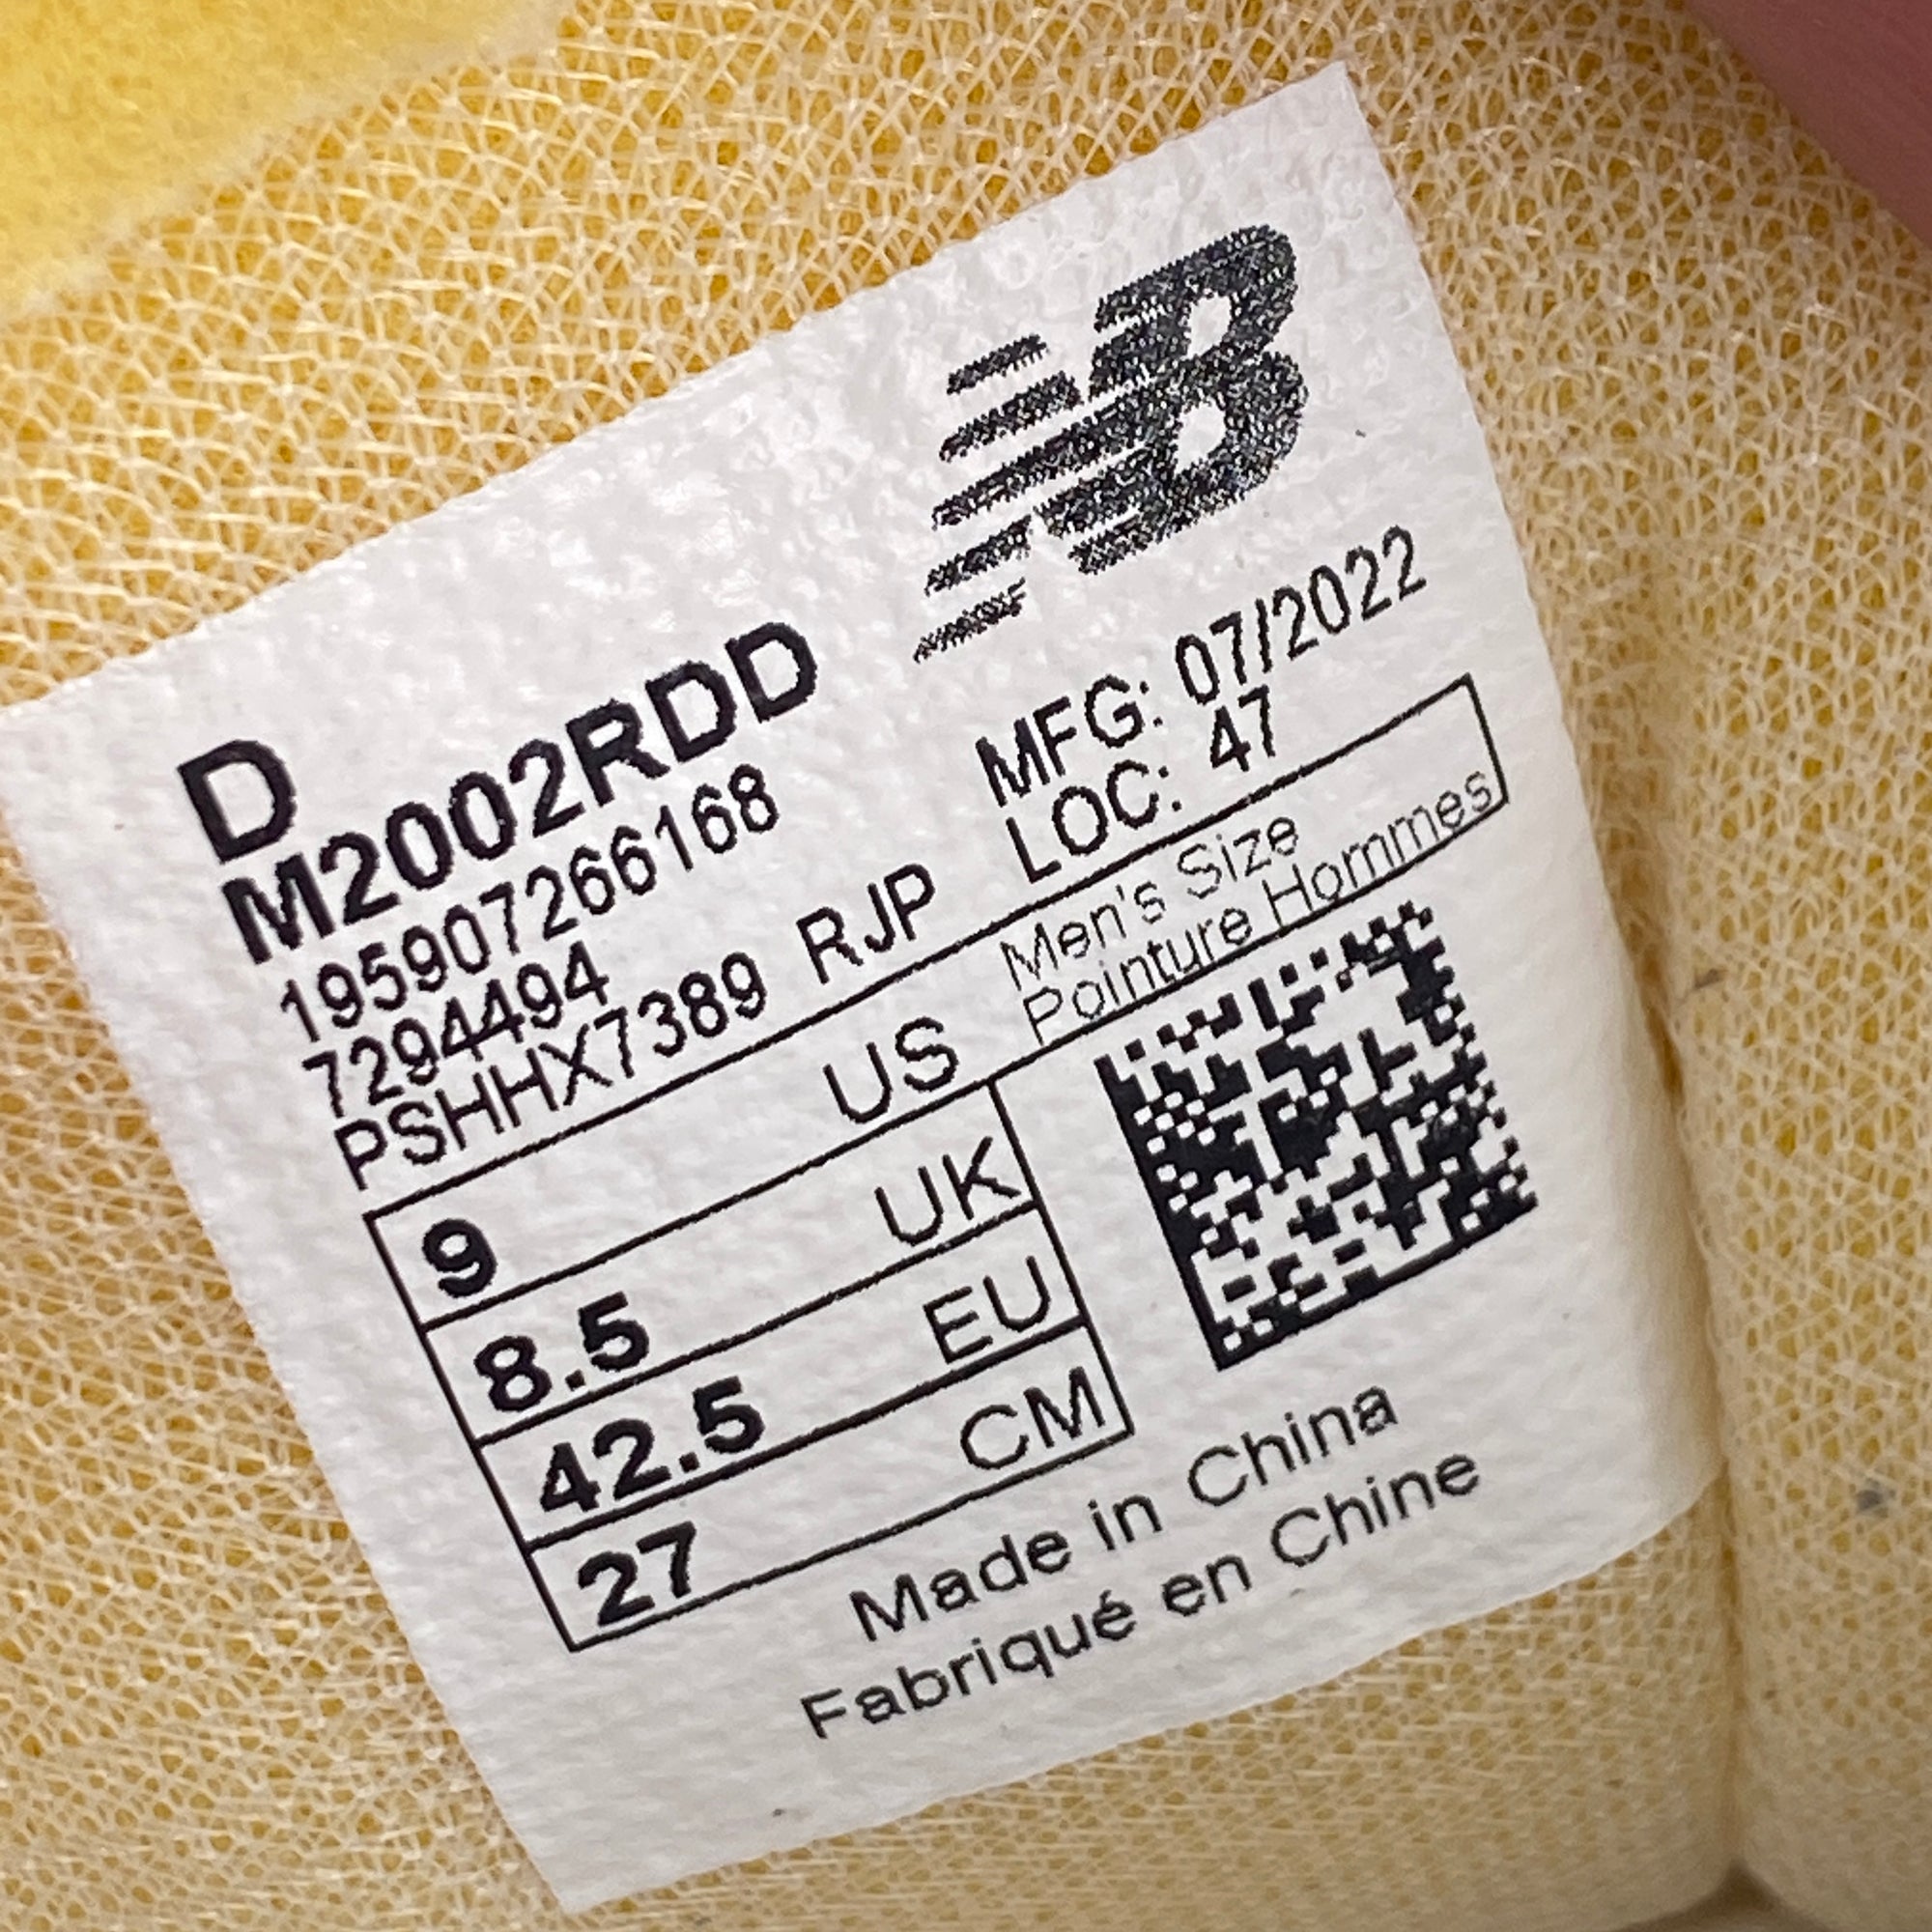 NB
D
M2002RDD
195907266168
7294494
PSHHX7389 RJP
MFG: 07/2022
LOC: 47
Men's Size
Pointure Hommes
9 US
8.5 UK
42.5 EU
27 CM
Made in China
Fabriqué en Chine